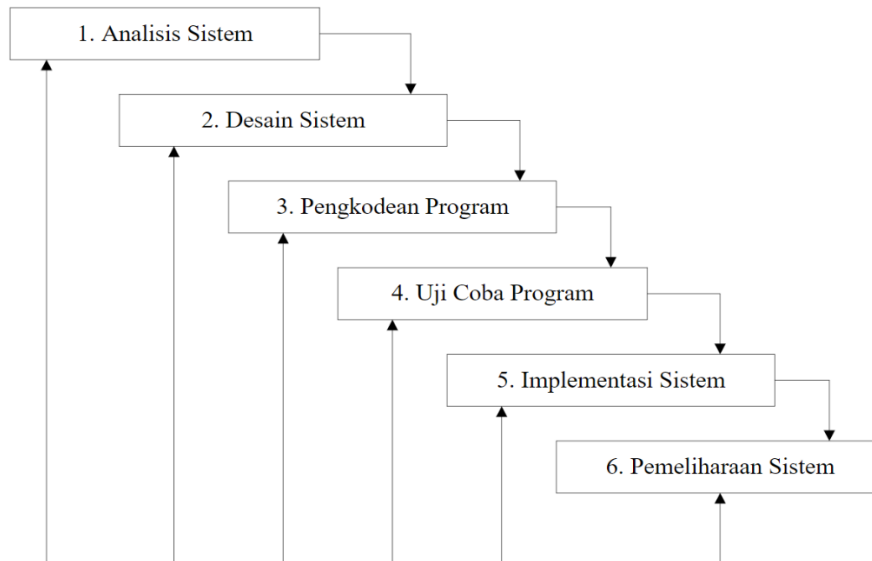 1. Analisis Sistem
2. Desain Sistem
3. Pengkodean Program
4. Uji Coba Program
5. Implementasi Sistem
6. Pemeliharaan Sistem